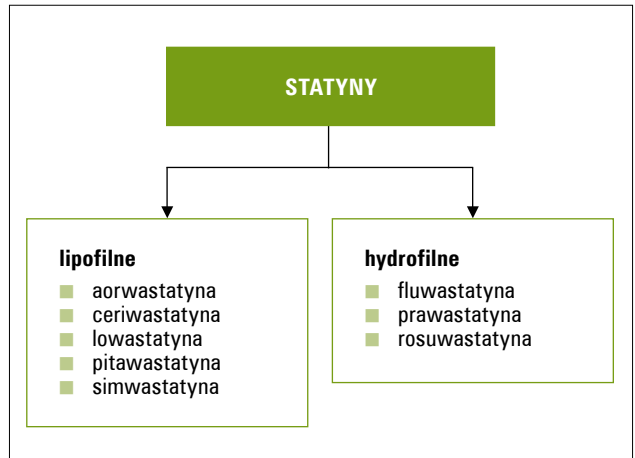 STATYNY
lipofilne
aorwastatyna
ceriwastatyna
lowastatyna
pitawastatyna
simwastatyna
hydrofilne
fluwastatyna
prawastatyna
rosuwastatyna